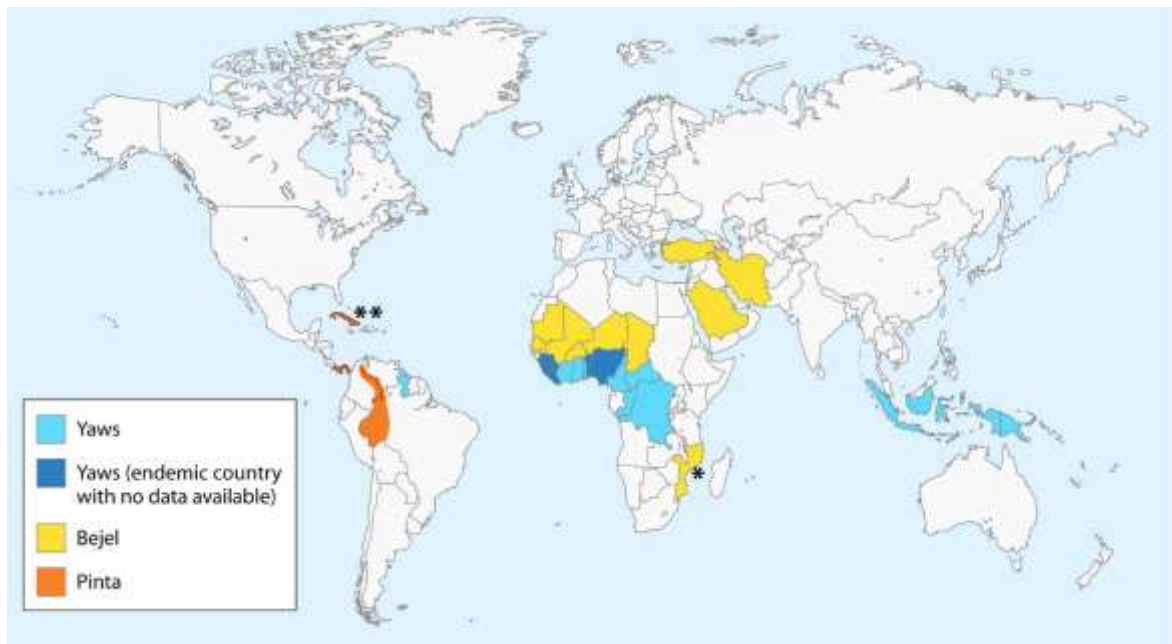 **
*
Yaws
Yaws (endemic country
with no data available)
Bejel
Pinta